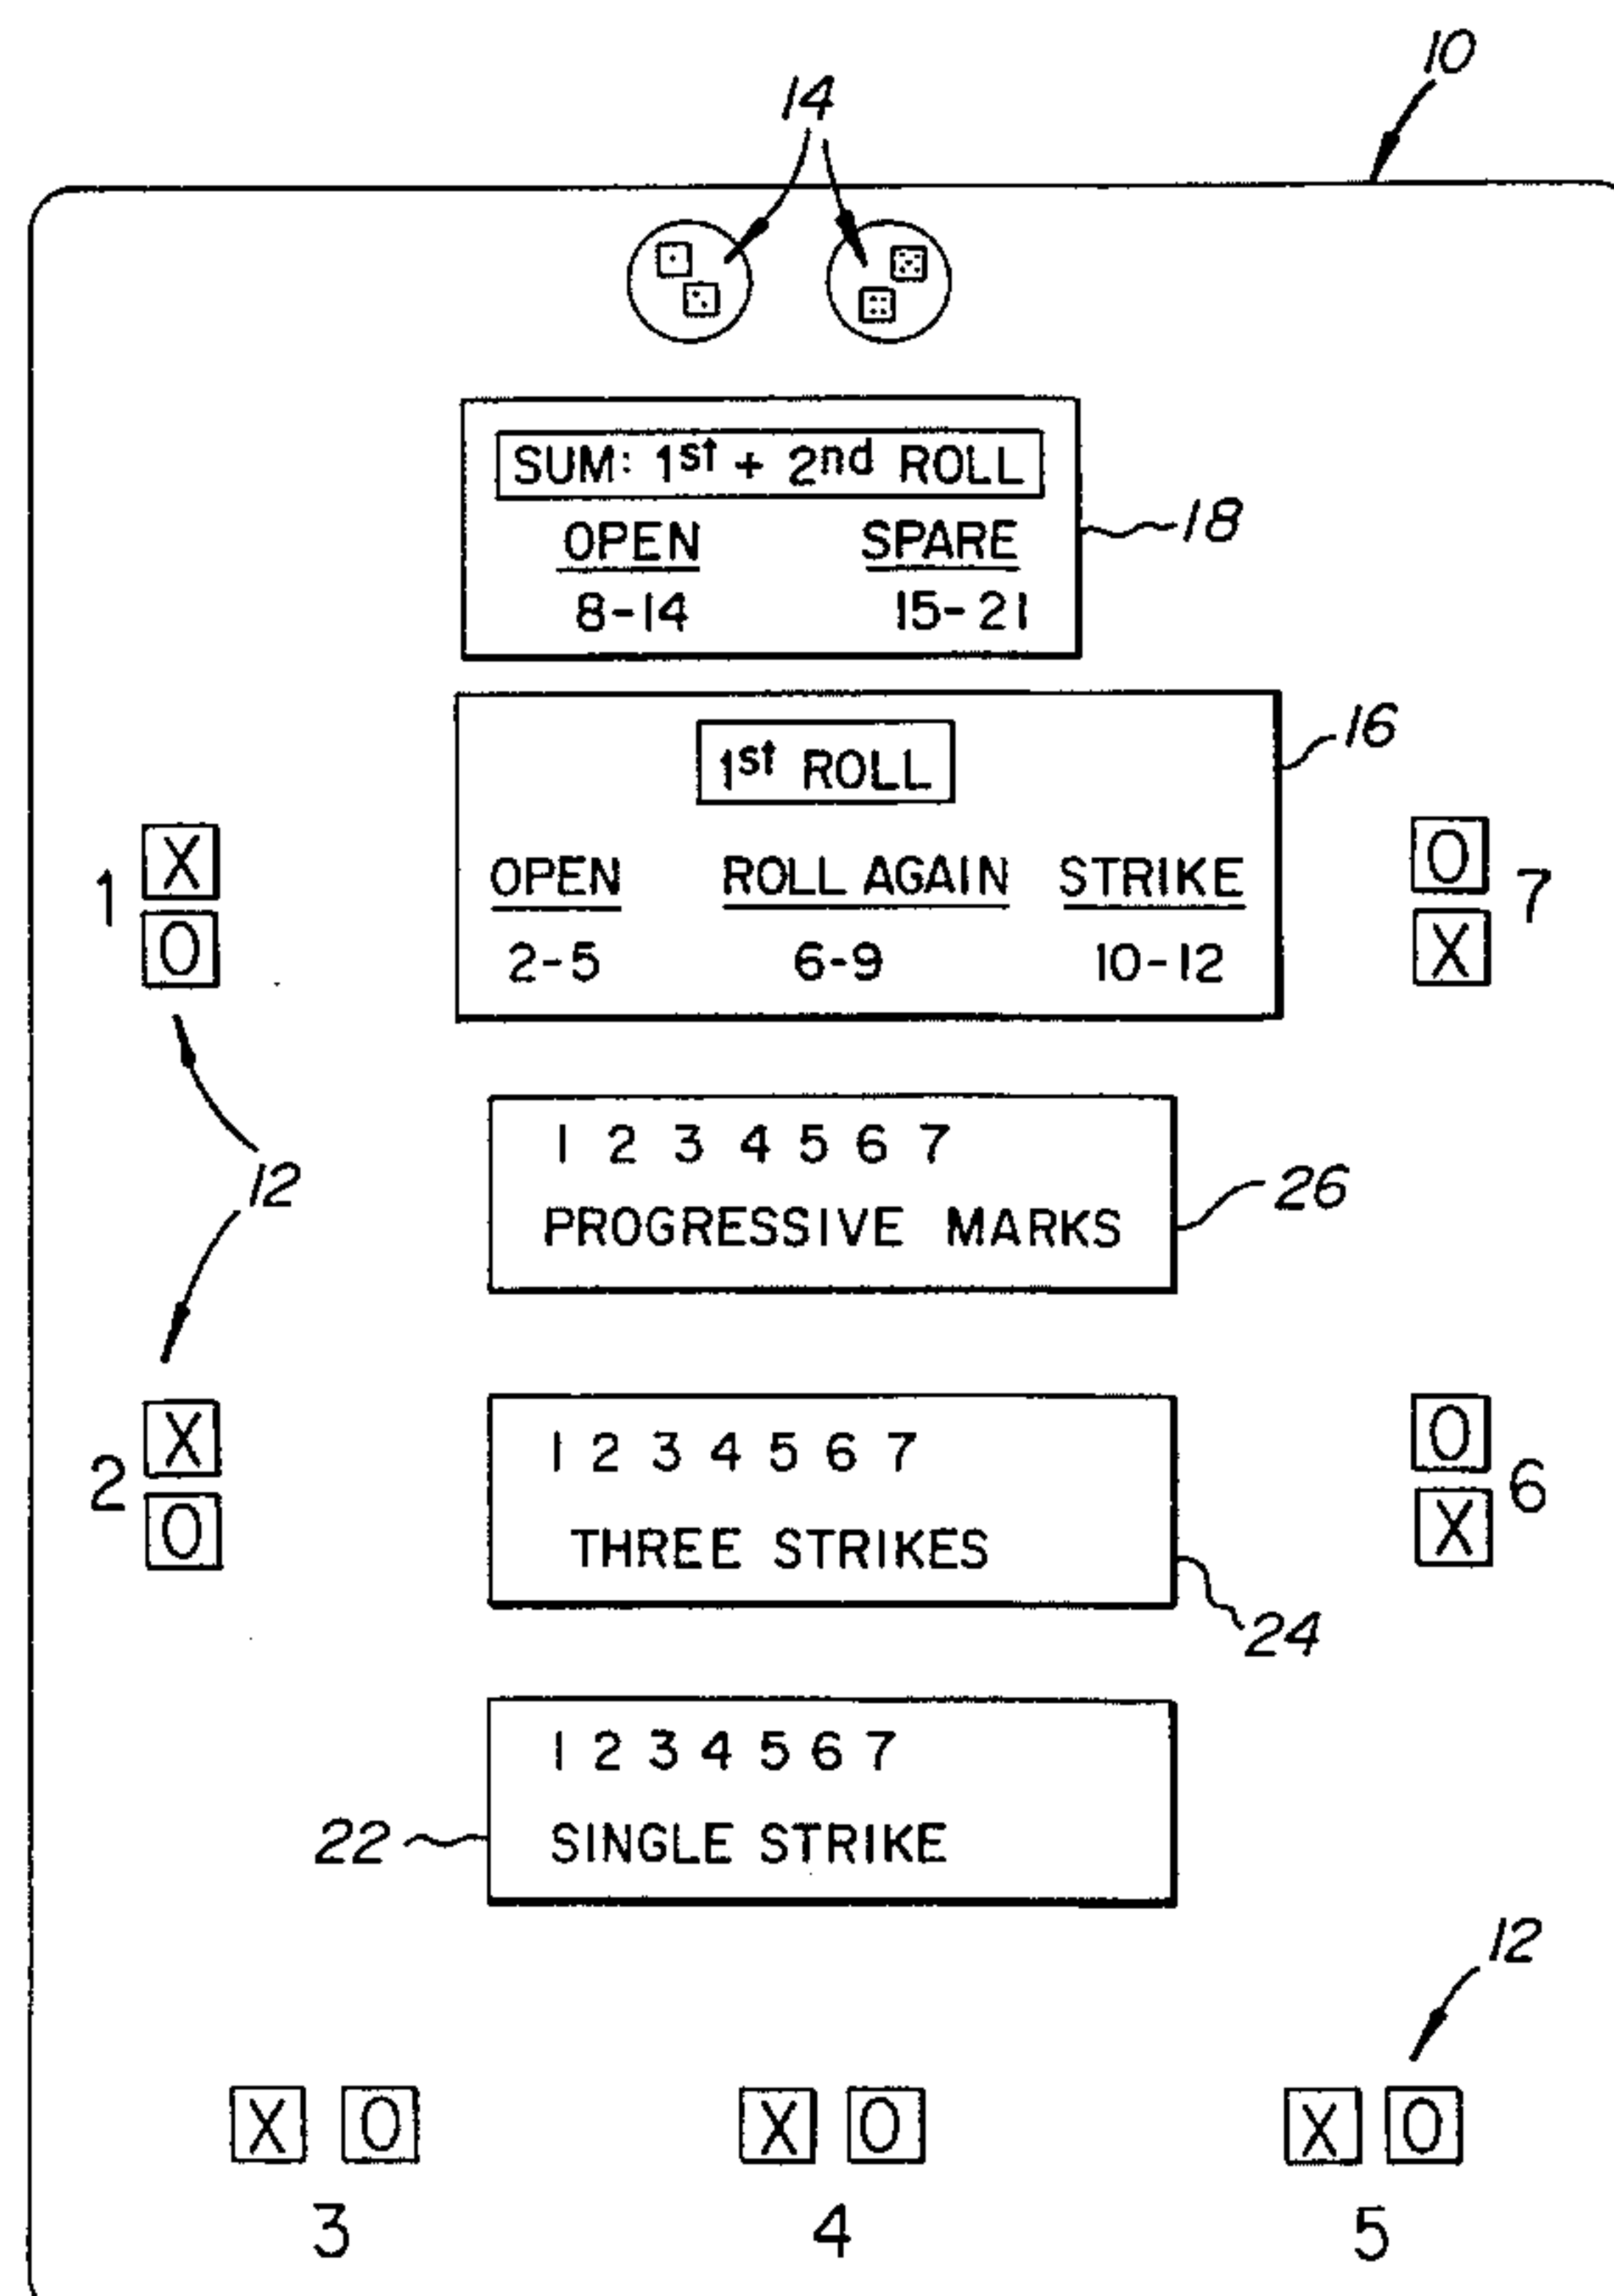 10
14
SUM: 1st + 2nd ROLL
OPEN SPARE
8-14 15-21
18
16
1st ROLL
OPEN ROLL AGAIN STRIKE
2-5 6-9 10-12
1 X
O
O 7
X
12
1 2 3 4 5 6 7
PROGRESSIVE MARKS
26
2 X
O
1 2 3 4 5 6 7
THREE STRIKES
24
O 6
X
1 2 3 4 5 6 7
SINGLE STRIKE
22
12
X O X O X O
3 4 5